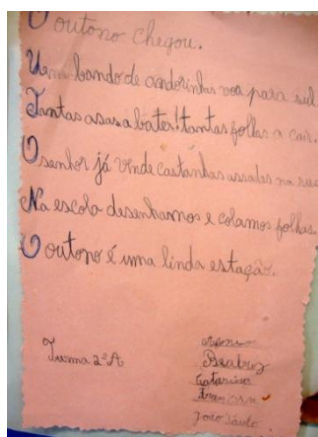 O outono chegou.
Um bando de andorinhas voa para sul
Tantas asas a bater! tantas folhas a cair.
O senhor já vende castanhas assadas na rua
Na escola desenhamos e colamos folhas.
O outono é uma linda estação.
Turma 2ºA
Beatriz
Catarina
João Paulo